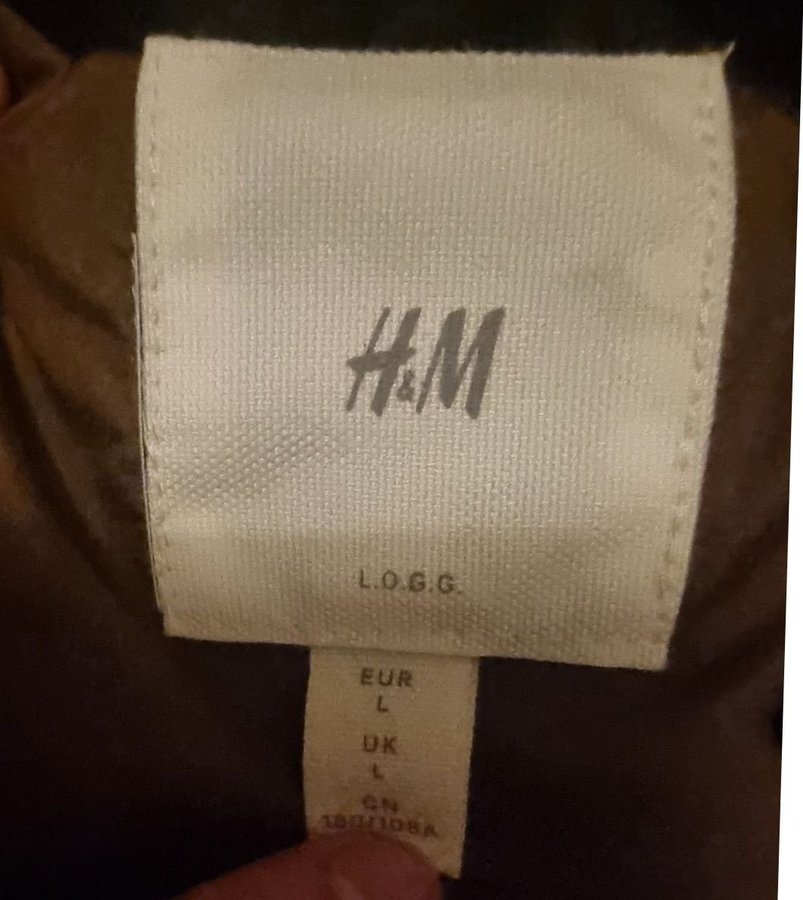 H&M
L.O.G.G.
EUR
L
UK
L
CN
180/108A